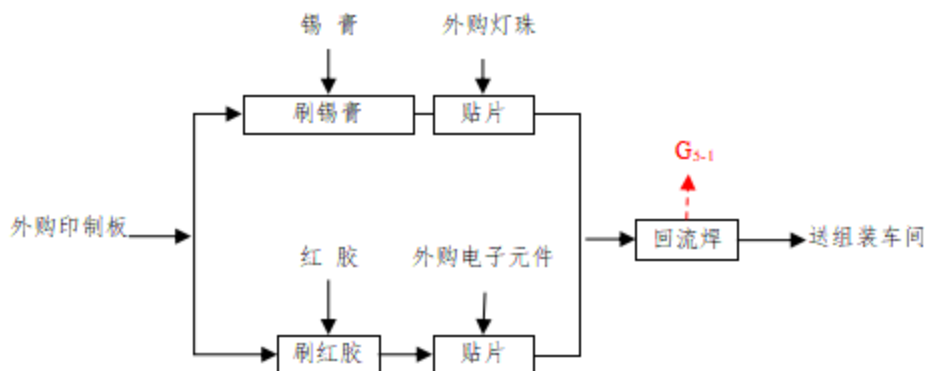 锡 膏
外购灯珠
刷锡膏
贴片
G5-1
外购印制板
回流焊
送组装车间
红 胶
外购电子元件
刷红胶
贴片